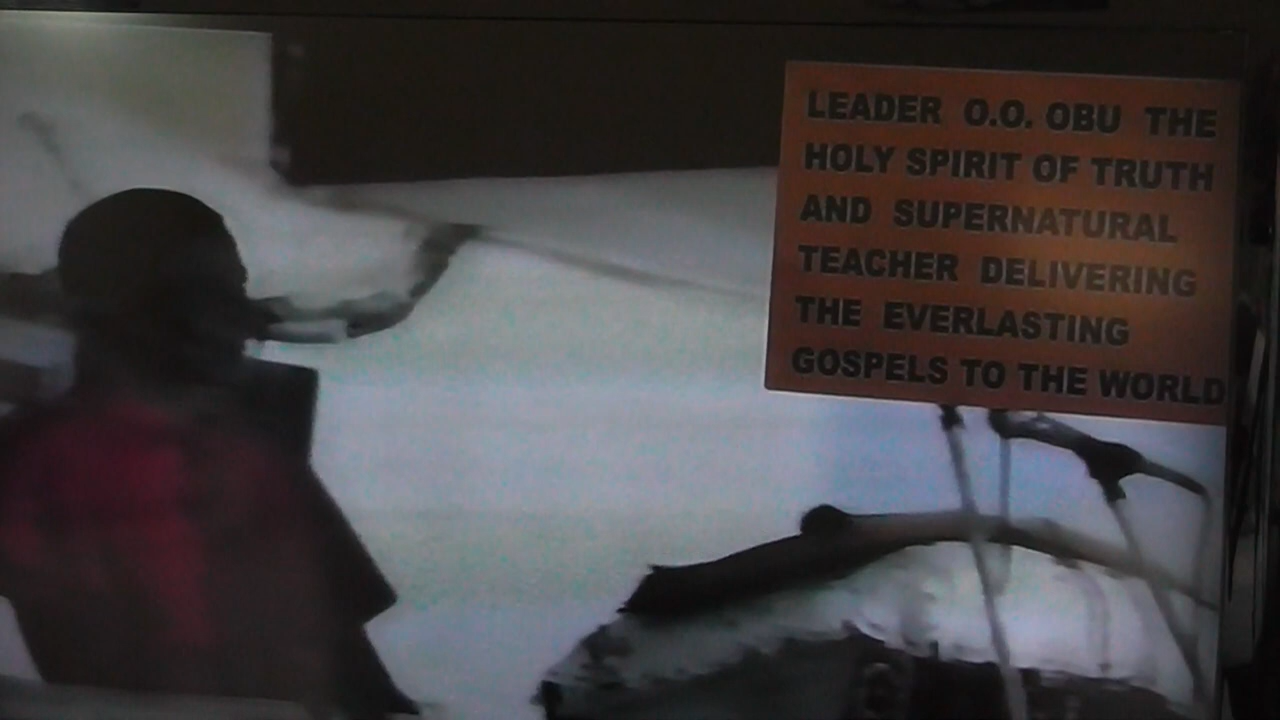 LEADER O.O. OBU THE
HOLY SPIRIT OF TRUTH
AND SUPERNATURAL
TEACHER DELIVERING
THE EVERLASTING
GOSPELS TO THE WORLD